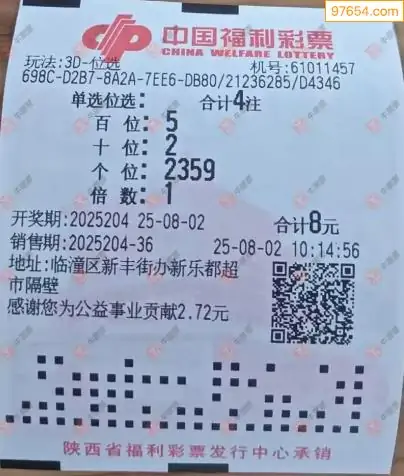 97654.com
中国福利彩票
CHINA WELFARE LOTTERY
玩法:3D-位选 机号:61011457
698C-D2B7-8A2A-7EE6-DB80/21236285/D4346
单选位选: 合计4注
百 位: 5
十 位: 2
个 位: 2359
倍 数: 1
开奖期:2025204 25-08-02 合计8元
销售期:2025204-36 25-08-02 10:14:56
地址:临潼区新丰街办新乐都超
市隔壁
感谢您为公益事业贡献2.72元
陕西省福利彩票发行中心承销